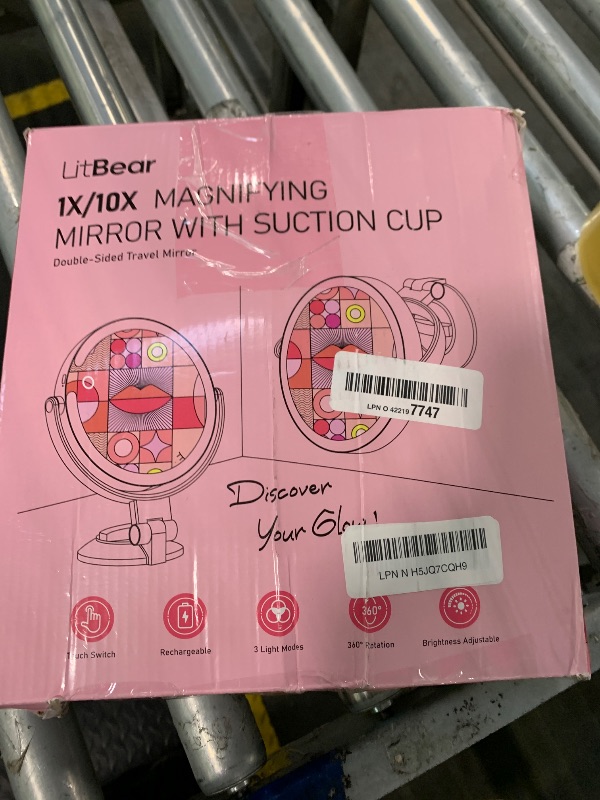 LitBear
1X/10X MAGNIFYING
MIRROR WITH SUCTION CUP
Double-Sided Travel Mirror
LPN O 42219 7747
Discover
Your Glow!
LPN N H5JQ7CQH9
360°
Touch Switch
Rechargeable
3 Light Modes
360° Rotation
Brightness Adjustable